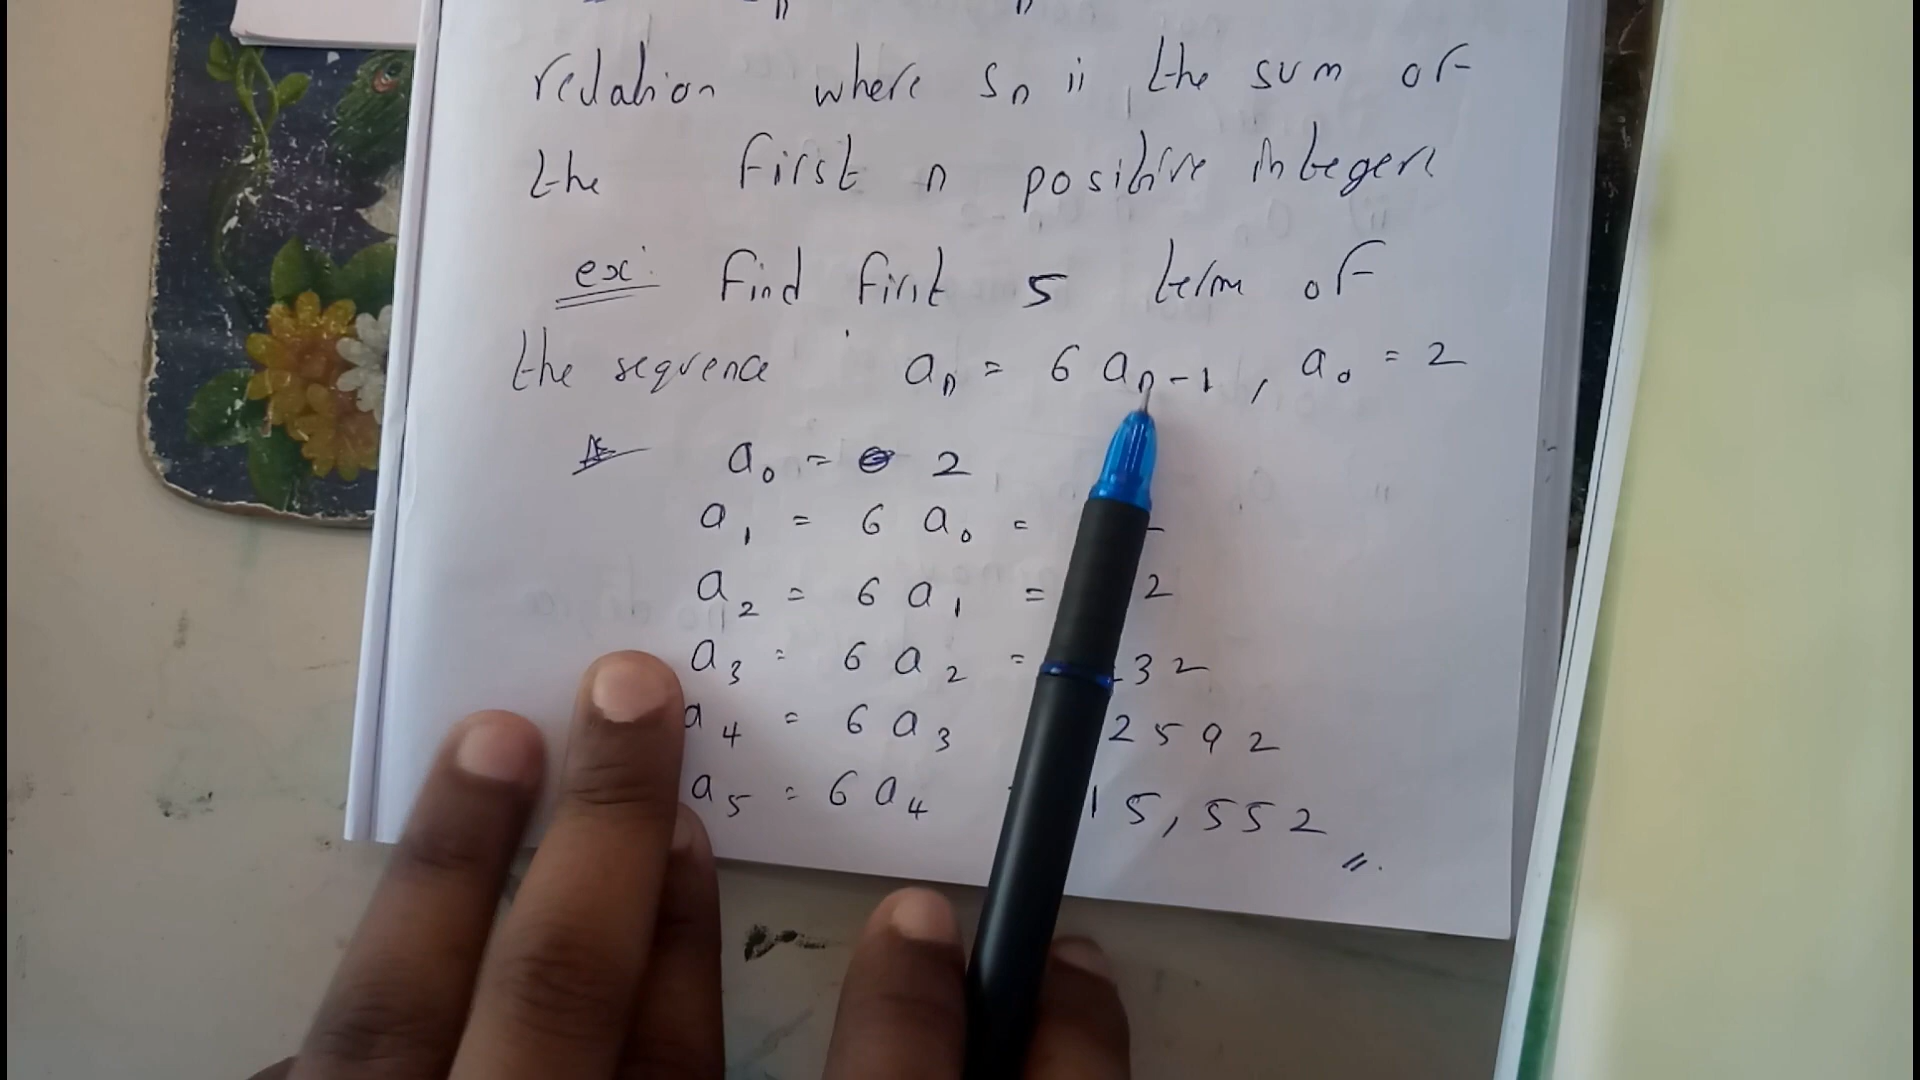 relation where Sn is the sum of
the first n positive integers
ex: Find first 5 term of
the sequence an = 6 an-1, a0 = 2
a0 = 2
a1 = 6 a0 =
a2 = 6 a1 = 2
a3 = 6 a2 = 32
a4 = 6 a3 2592
a5 = 6 a4 15,552